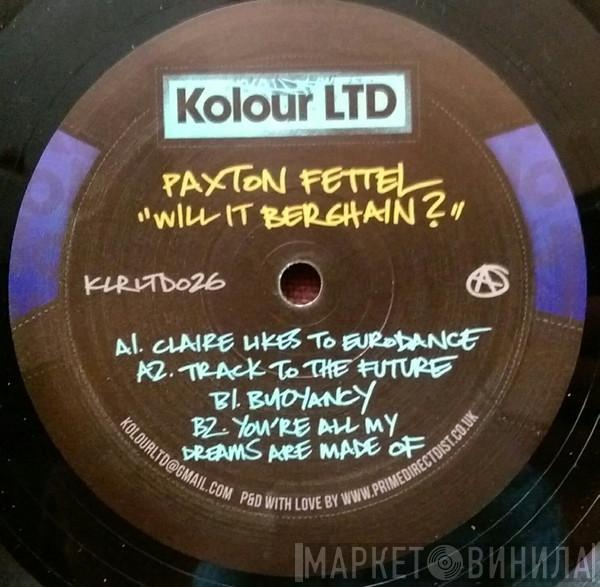 Kolour LTD
PAXTON FETTEL
"WILL IT BERGHAIN?"
KLRLTD026
A1. CLAIRE LIKES TO EURODANCE
A2. TRACK TO THE FUTURE
B1. BUOYANCY
B2. YOU'RE ALL MY
DREAMS ARE MADE OF
KOLOURLTD@GMAIL.COM P&D WITH LOVE BY WWW.PRIMEDIRECTDIST.CO.UK
МАРКЕТ ВИНИЛА